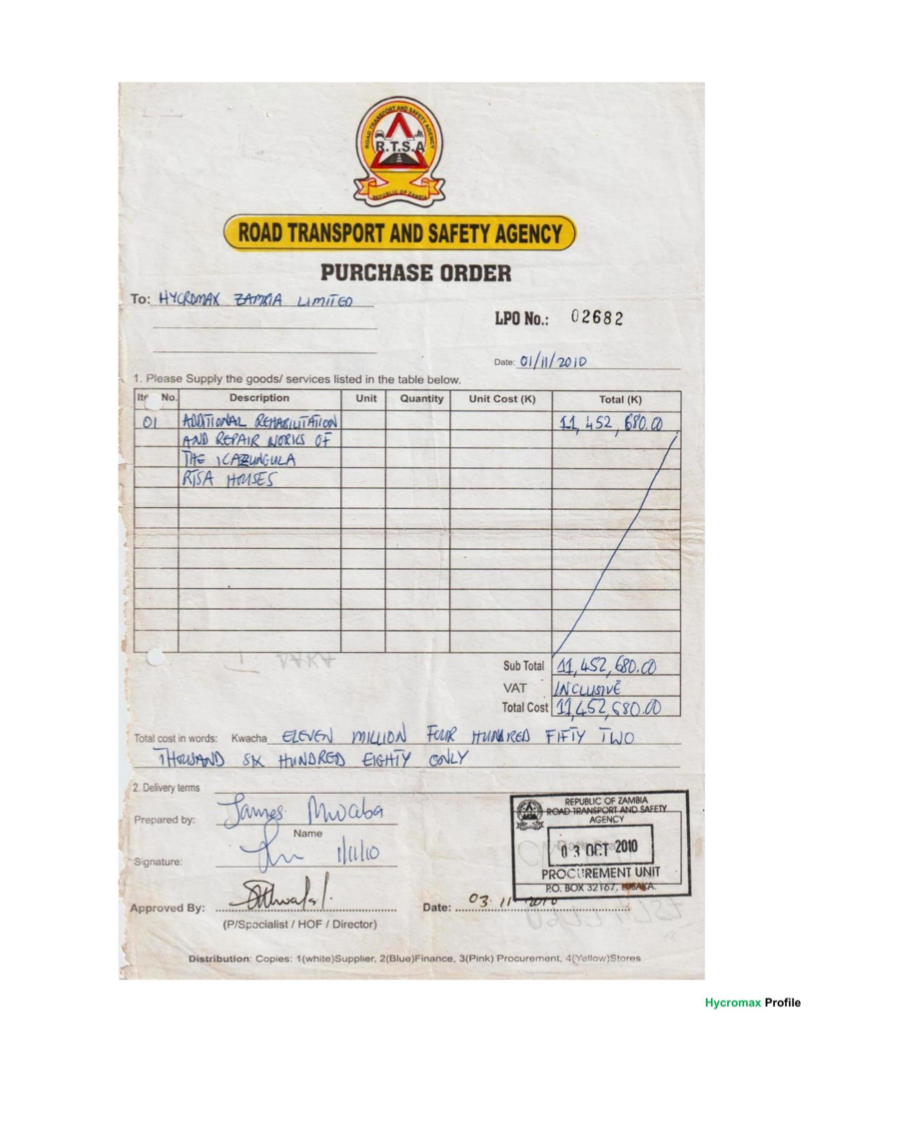 ROAD TRANSPORT AND SAFETY AGENCY
R.T.S.A
REPUBLIC OF ZAMBIA
ROAD TRANSPORT AND SAFETY AGENCY
PURCHASE ORDER
To: HYCROMAX ZAMBIA LIMITED
LPO No.: 02682
Date: 01/11/2010
1. Please Supply the goods/ services listed in the table below.
No. Description Unit Quantity Unit Cost (K) Total (K)
01 ADDITIONAL REHABILITATION 11,452,680.00
AND REPAIR WORKS OF
THE KAZUNGULA
RTSA HOUSES
Sub Total 11,452,680.00
VAT INCLUSIVE
Total Cost 11,452,680.00
Total cost in words: Kwacha ELEVEN MILLION FOUR HUNDRED FIFTY TWO
THOUSAND SIX HUNDRED EIGHTY ONLY
2. Delivery terms
Prepared by: James Mwaba
Name
Signature: 1/11/10
REPUBLIC OF ZAMBIA
ROAD TRANSPORT AND SAFETY
AGENCY
03 OCT 2010
PROCUREMENT UNIT
P.O. BOX 32167, LUSAKA.
Approved By: Date: 03 11 2010
(P/Specialist / HOF / Director)
Distribution: Copies: 1(white)Supplier, 2(Blue)Finance, 3(Pink) Procurement, 4(Yellow)Stores
Hycromax Profile